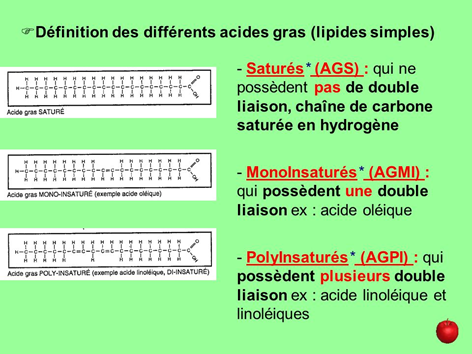 ☞Définition des différents acides gras (lipides simples)
- Saturés* (AGS) : qui ne
possèdent pas de double
liaison, chaîne de carbone
saturée en hydrogène
Acide gras SATURÉ
- MonoInsaturés* (AGMI) :
qui possèdent une double
liaison ex : acide oléique
Acide gras MONO-INSATURÉ (exemple acide oléique)
- PolyInsaturés* (AGPI) : qui
possèdent plusieurs double
liaison ex : acide linoléique et
linoléiques
Acide gras POLY-INSATURÉ (exemple acide linoléique, DI-INSATURÉ)